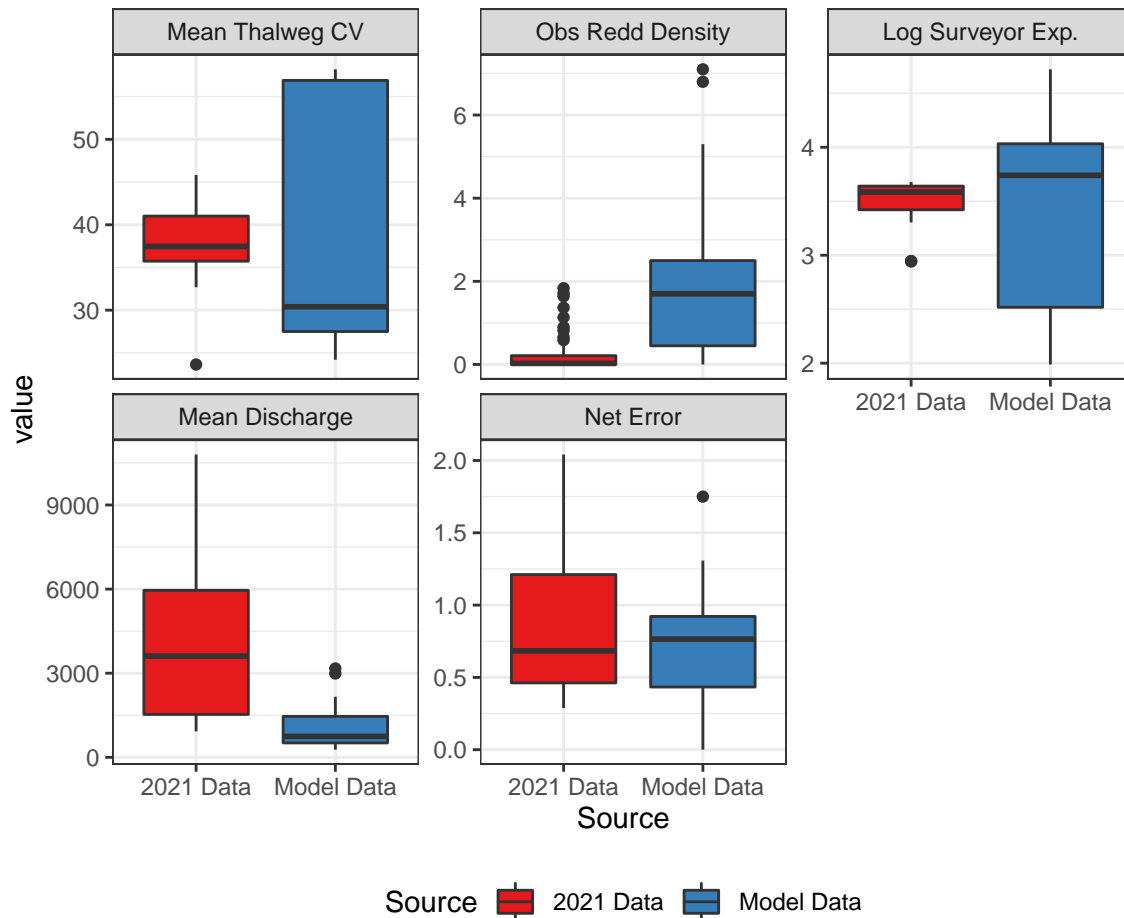 Mean Thalweg CV
Obs Redd Density
Log Surveyor Exp.
50
40
30
6
4
2
0
4
3
2
2021 Data Model Data
Mean Discharge
Net Error
9000
6000
3000
0
2.0
1.5
1.0
0.5
0.0
2021 Data Model Data
2021 Data Model Data
value
Source
Source 2021 Data Model Data